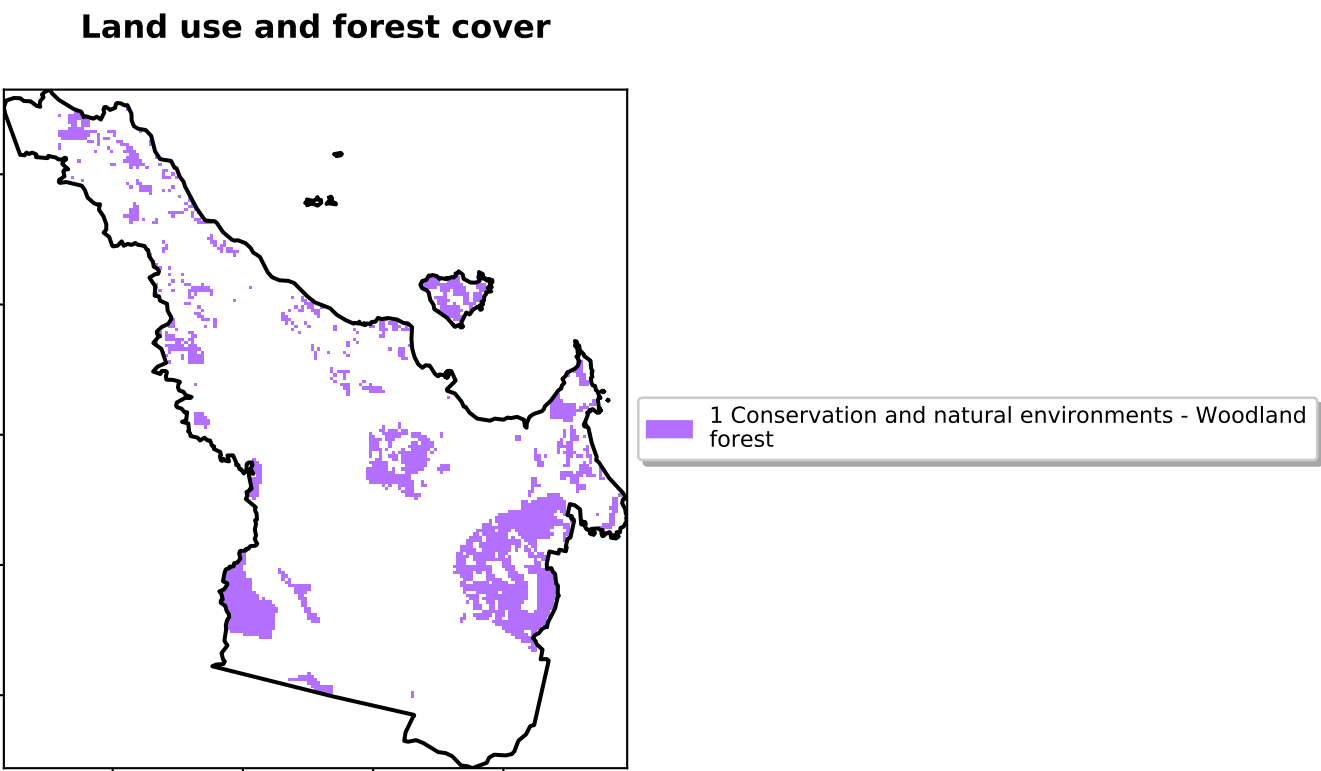 Land use and forest cover
1 Conservation and natural environments - Woodland
forest